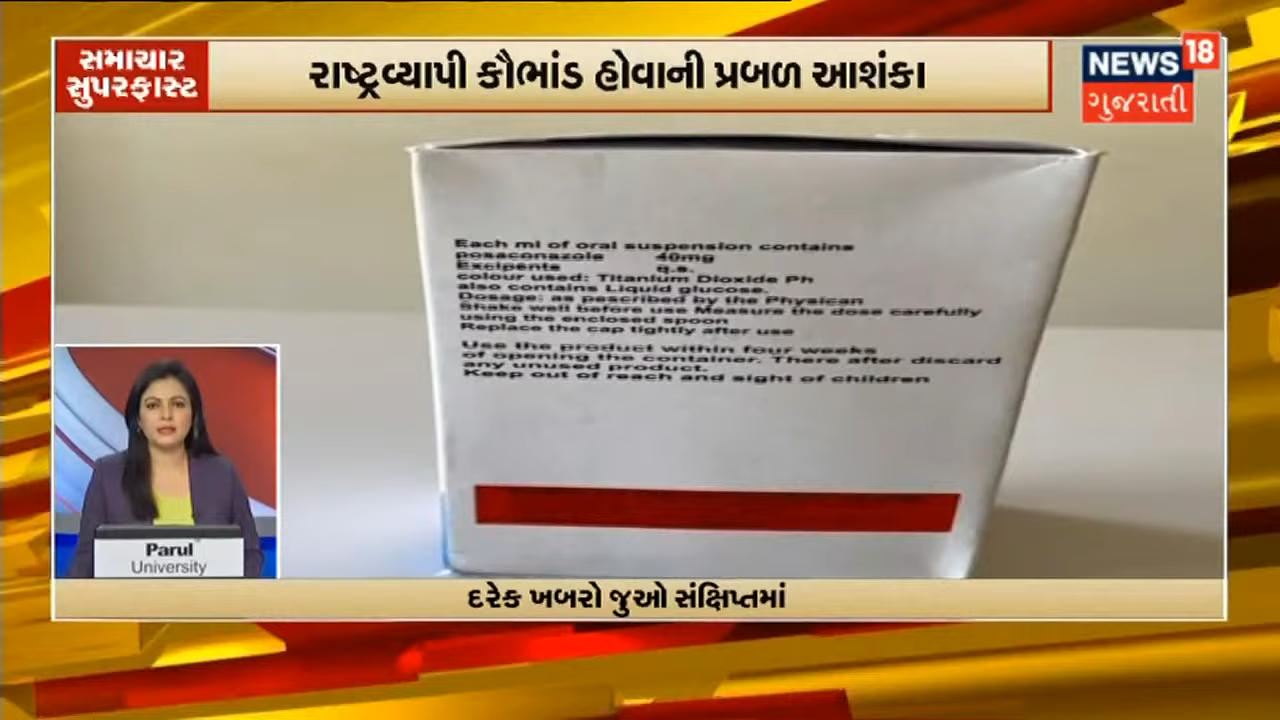 સમાચાર
સુપરફાસ્ટ
રાષ્ટ્રવ્યાપી કૌભાંડ હોવાની પ્રબળ આશંકા
NEWS 18
ગુજરાતી
Each ml of oral suspension contains
posaconazole 40mg
Excipents q.s.
colour used: Titanium Dioxide Ph
also contains Liquid glucose.
Dosage: as pescribed by the Physican
Shake well before use Measure the dose carefully
using the enclosed spoon
Replace the cap tightly after use
Use the product within four weeks
of opening the container. There after discard
any unused product.
Keep out of reach and sight of children
Parul
University
દરેક ખબરો જુઓ સંક્ષિપ્તમાં